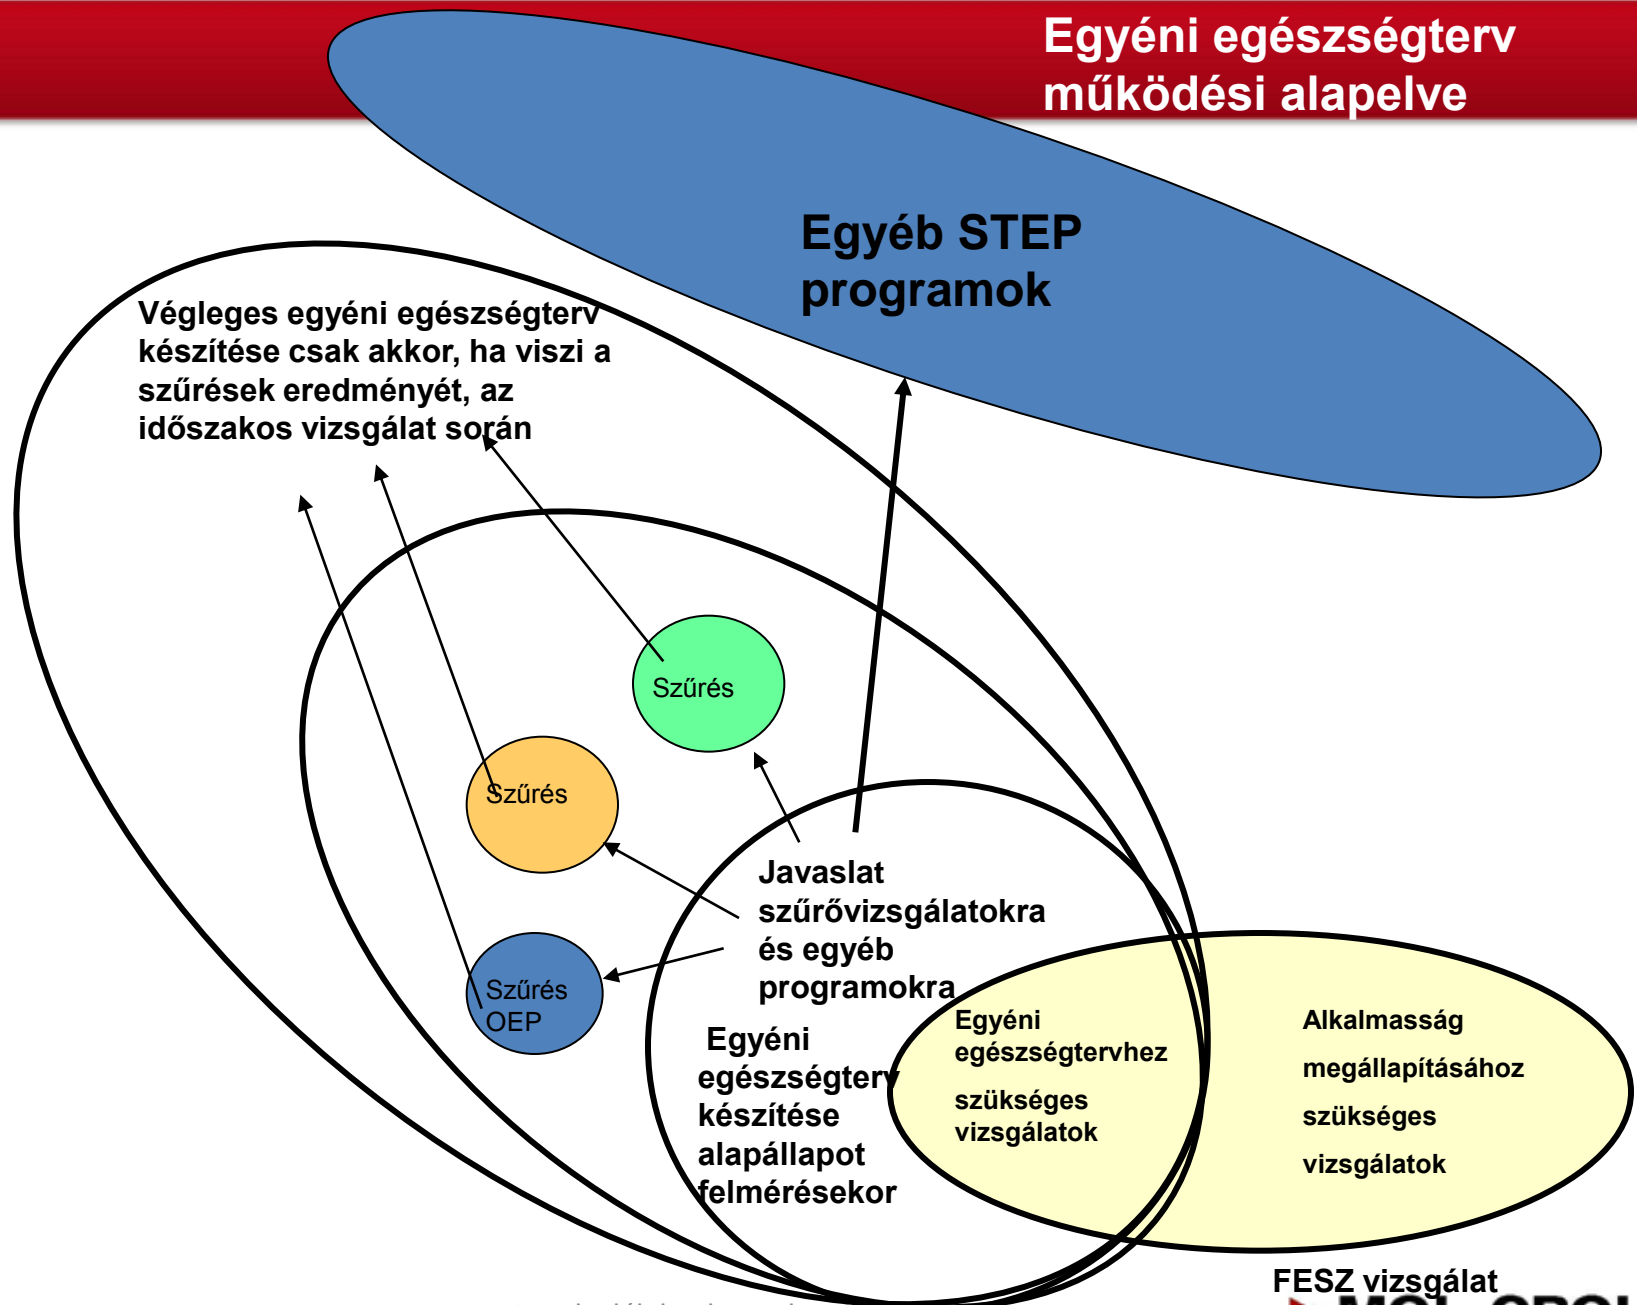 Egyéni egészségterv
működési alapelve
Egyéb STEP
programok
Végleges egyéni egészségterv
készítése csak akkor, ha viszi a
szűrések eredményét, az
időszakos vizsgálat során
Szűrés
Szűrés
Szűrés
OEP
Javaslat
szűrővizsgálatokra
és egyéb
programokra
Egyéni
egészségterv
készítése
alapállapot
felmérésekor
Egyéni
egészségtervhez
szükséges
vizsgálatok
Alkalmasság
megállapításához
szükséges
vizsgálatok
FESZ vizsgálat